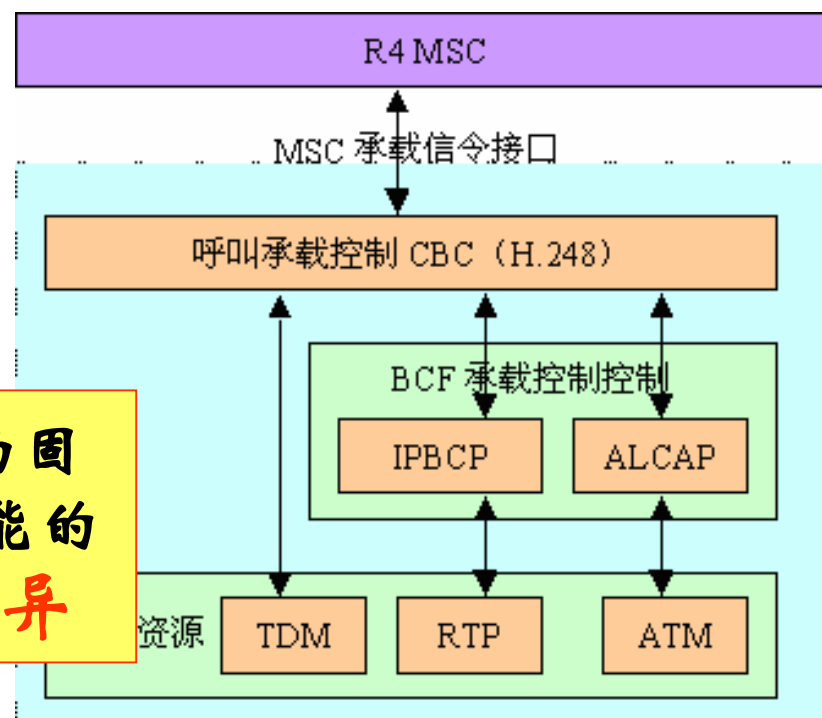 R4 MSC
MSC 承载信令接口
呼叫承载控制 CBC（H.248）
BCF 承载控制控制
IPBCP
ALCAP
固
能的
异
资源
TDM
RTP
ATM